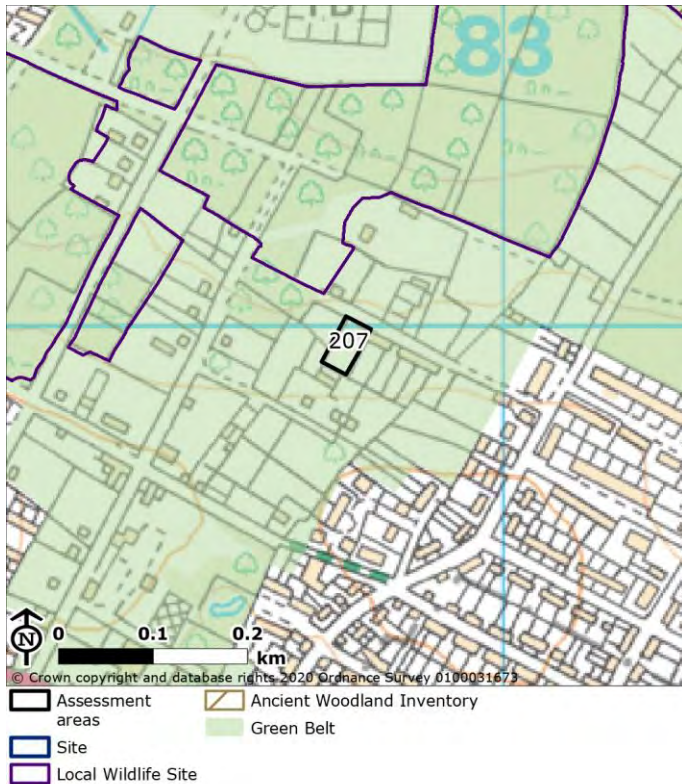 83
207
N
0 0.1 0.2
km
© Crown copyright and database rights 2020 Ordnance Survey 0100031673
Assessment areas
Ancient Woodland Inventory
Green Belt
Site
Local Wildlife Site